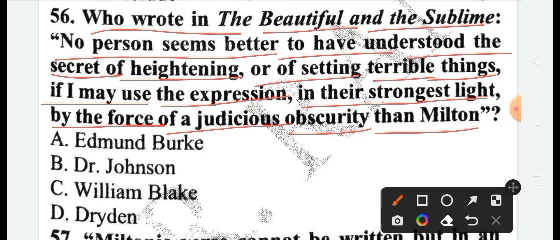 56. Who wrote in The Beautiful and the Sublime:
“No person seems better to have understood the
secret of heightening, or of setting terrible things,
if I may use the expression, in their strongest light,
by the force of a judicious obscurity than Milton”?
A. Edmund Burke
B. Dr. Johnson
C. William Blake
D. Dryden